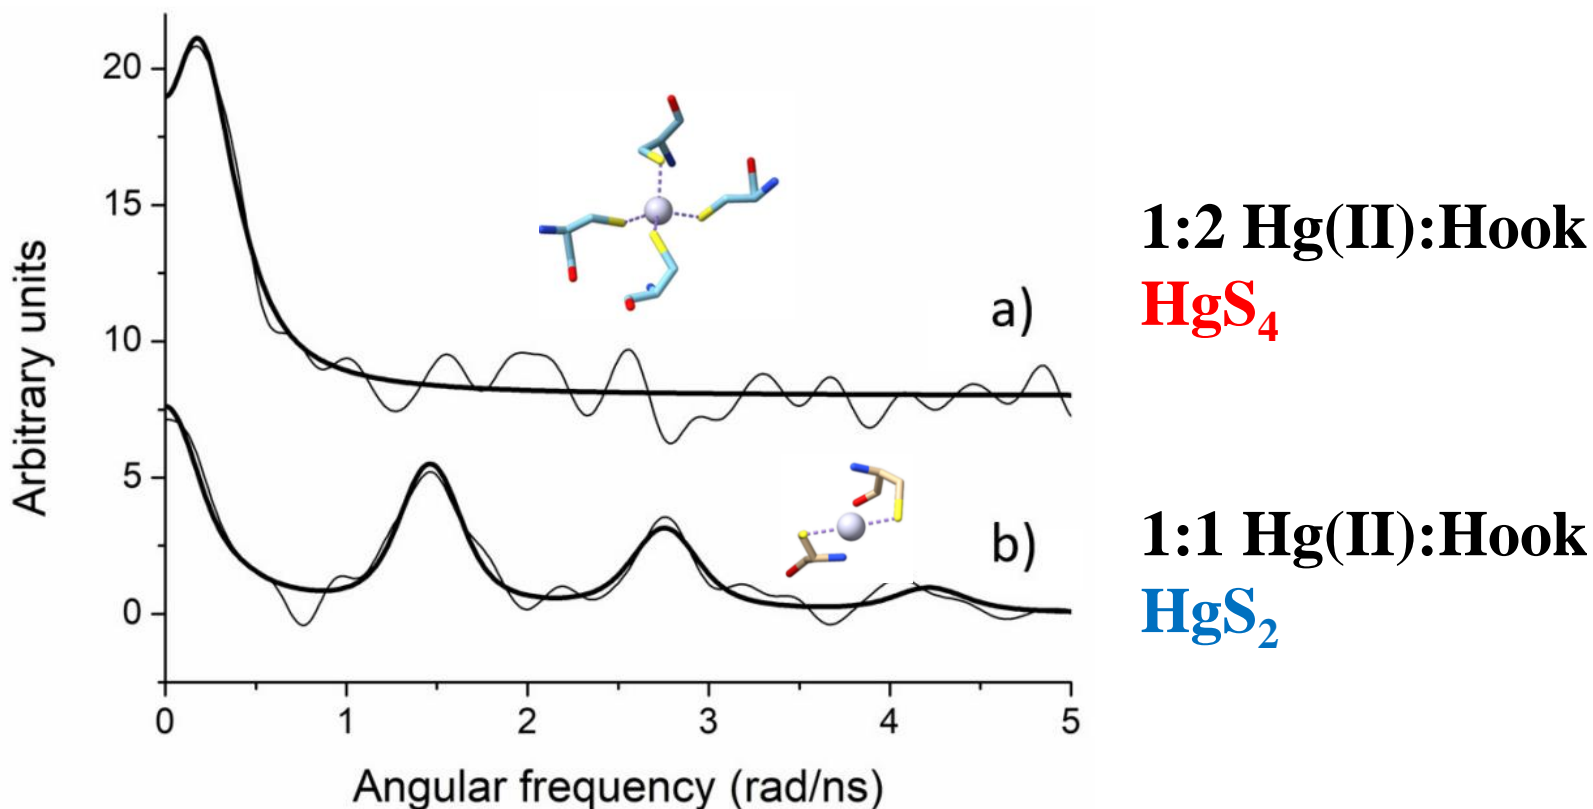 20
15
10
5
0
Arbitrary units
a)
b)
0 1 2 3 4 5
Angular frequency (rad/ns)
1:2 Hg(II):Hook
HgS₄
1:1 Hg(II):Hook
HgS₂